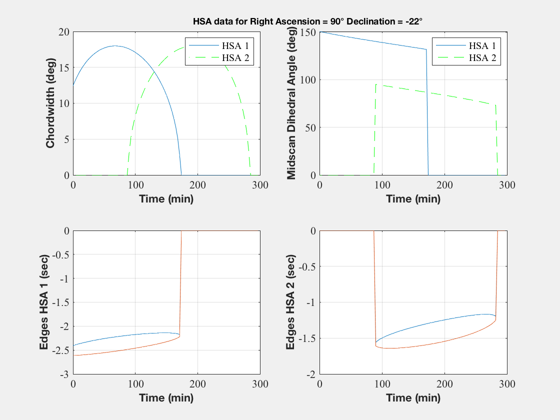 HSA data for Right Ascension = 90° Declination = -22°
20
15
10
5
0
0
100
200
300
Chordwidth (deg)
Time (min)
HSA 1
HSA 2
150
100
50
0
0
100
200
300
Midscan Dihedral Angle (deg)
Time (min)
HSA 1
HSA 2
0
-0.5
-1
-1.5
-2
-2.5
-3
0
100
200
300
Edges HSA 1 (sec)
Time (min)
0
-0.5
-1
-1.5
-2
0
100
200
300
Edges HSA 2 (sec)
Time (min)